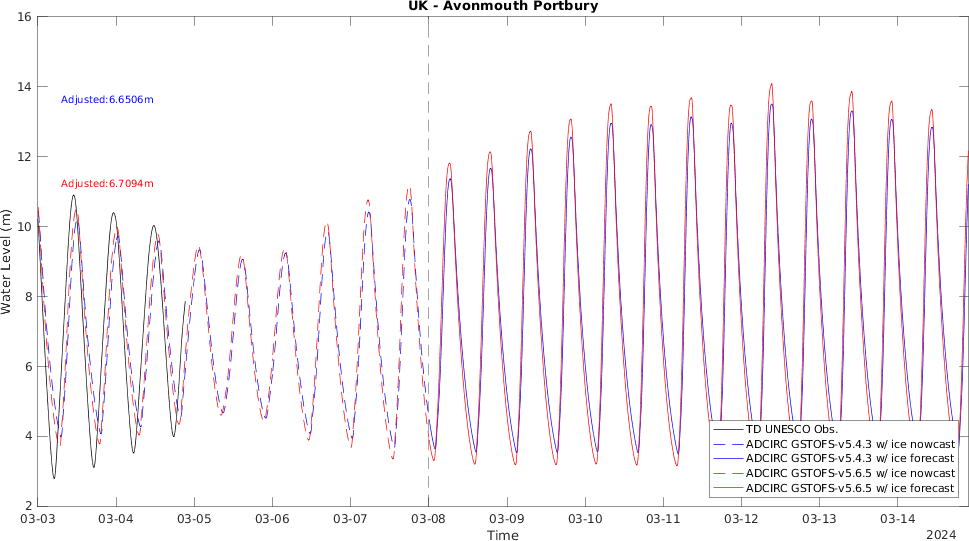 UK - Avonmouth Portbury
16
14
12
10
8
6
4
2
Water Level (m)
Adjusted:6.6506m
Adjusted:6.7094m
TD UNESCO Obs.
ADCIRC GSTOFS-v5.4.3 w/ ice nowcast
ADCIRC GSTOFS-v5.4.3 w/ ice forecast
ADCIRC GSTOFS-v5.6.5 w/ ice nowcast
ADCIRC GSTOFS-v5.6.5 w/ ice forecast
03-03 03-04 03-05 03-06 03-07 03-08 03-09 03-10 03-11 03-12 03-13 03-14
Time
2024